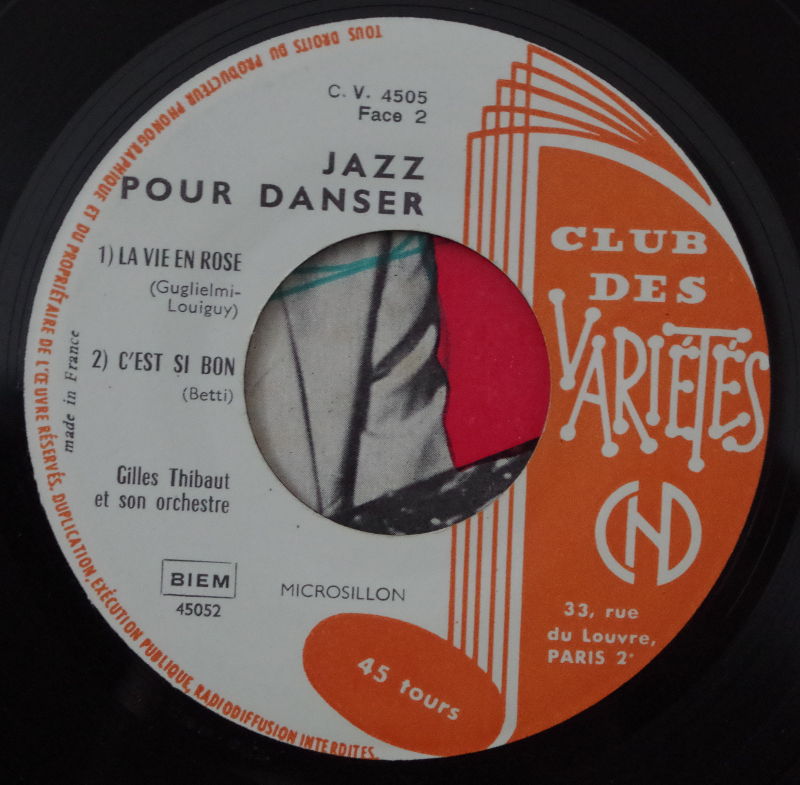 TOUS DROITS DU PRODUCTEUR PHONOGRAPHIQUE ET DU PROPRIÉTAIRE DE L'ŒUVRE RÉSERVÉS. DUPLICATION, EXÉCUTION PUBLIQUE, RADIODIFFUSION INTERDITES.
C. V. 4505
Face 2
JAZZ
POUR DANSER
1) LA VIE EN ROSE
(Guglielmi-
Louiguy)
2) C'EST SI BON
(Betti)
made in France
Gilles Thibaut
et son orchestre
BIEM
45052
MICROSILLON
45 tours
CLUB
DES
VARIÉTÉS
CND
33, rue
du Louvre,
PARIS 2e